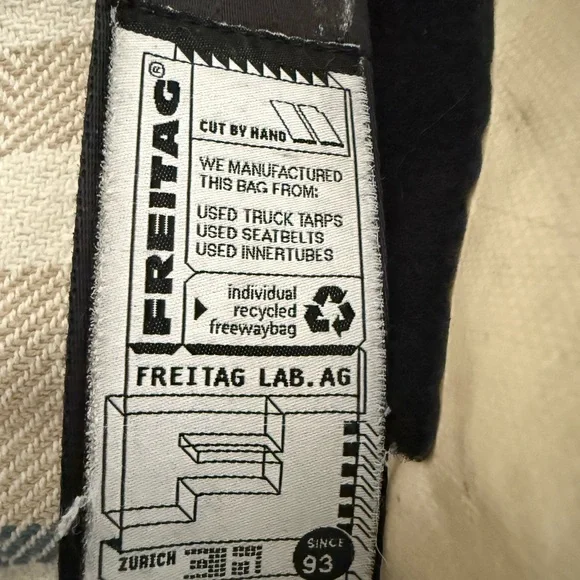 FREITAG®
CUT BY HAND
WE MANUFACTURED
THIS BAG FROM:
USED TRUCK TARPS
USED SEATBELTS
USED INNERTUBES
individual
recycled
freewaybag
FREITAG LAB.AG
ZURICH
SINCE
93